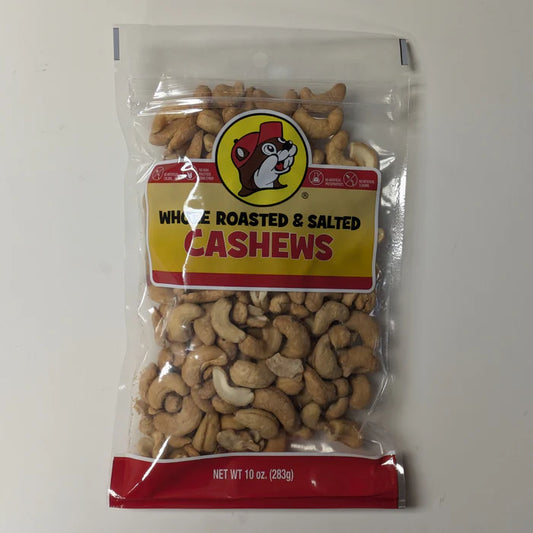 ®
WHOLE ROASTED & SALTED
CASHEWS
NET WT 10 oz. (283g)